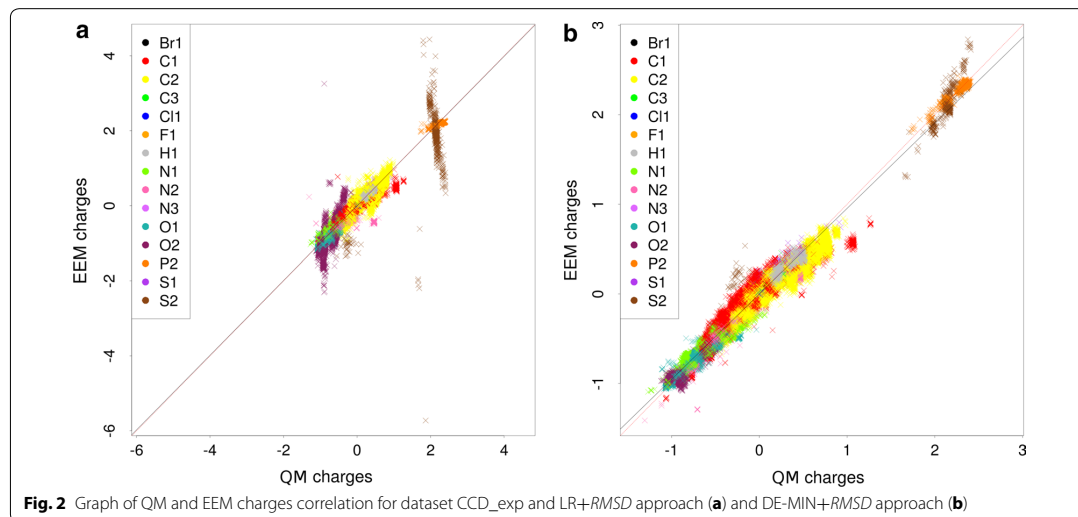 a
EEM charges
4
2
0
-2
-4
-6
Br1
C1
C2
C3
Cl1
F1
H1
N1
N2
N3
O1
O2
P2
S1
S2
-6 -4 -2 0 2 4
QM charges
b
EEM charges
3
2
1
0
-1
Br1
C1
C2
C3
Cl1
F1
H1
N1
N2
N3
O1
O2
P2
S1
S2
-1 0 1 2 3
QM charges
Fig. 2 Graph of QM and EEM charges correlation for dataset CCD_exp and LR+RMSD approach (a) and DE-MIN+RMSD approach (b)